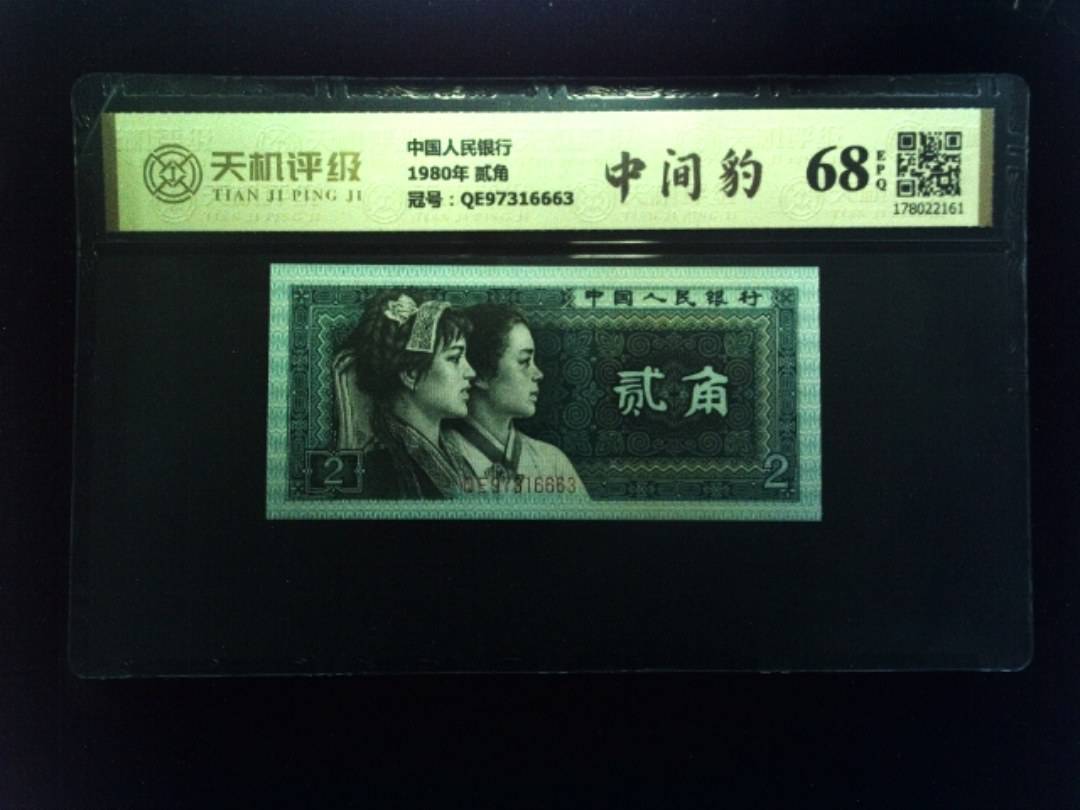 天机评级
TIAN JI PING JI
中国人民银行
1980年 贰角
冠号：QE97316663
中间豹
68
EPQ
178022161
中国人民银行
贰角
2
QE97316663
2